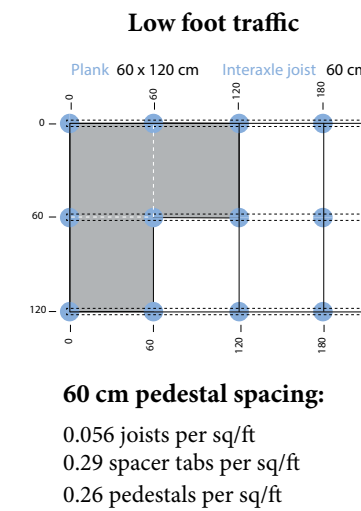 Low foot traffic
Plank 60 x 120 cm Interaxle joist 60 cm
0 60 120 180
0
60
120
0 60 120 180
60 cm pedestal spacing:
0.056 joists per sq/ft
0.29 spacer tabs per sq/ft
0.26 pedestals per sq/ft